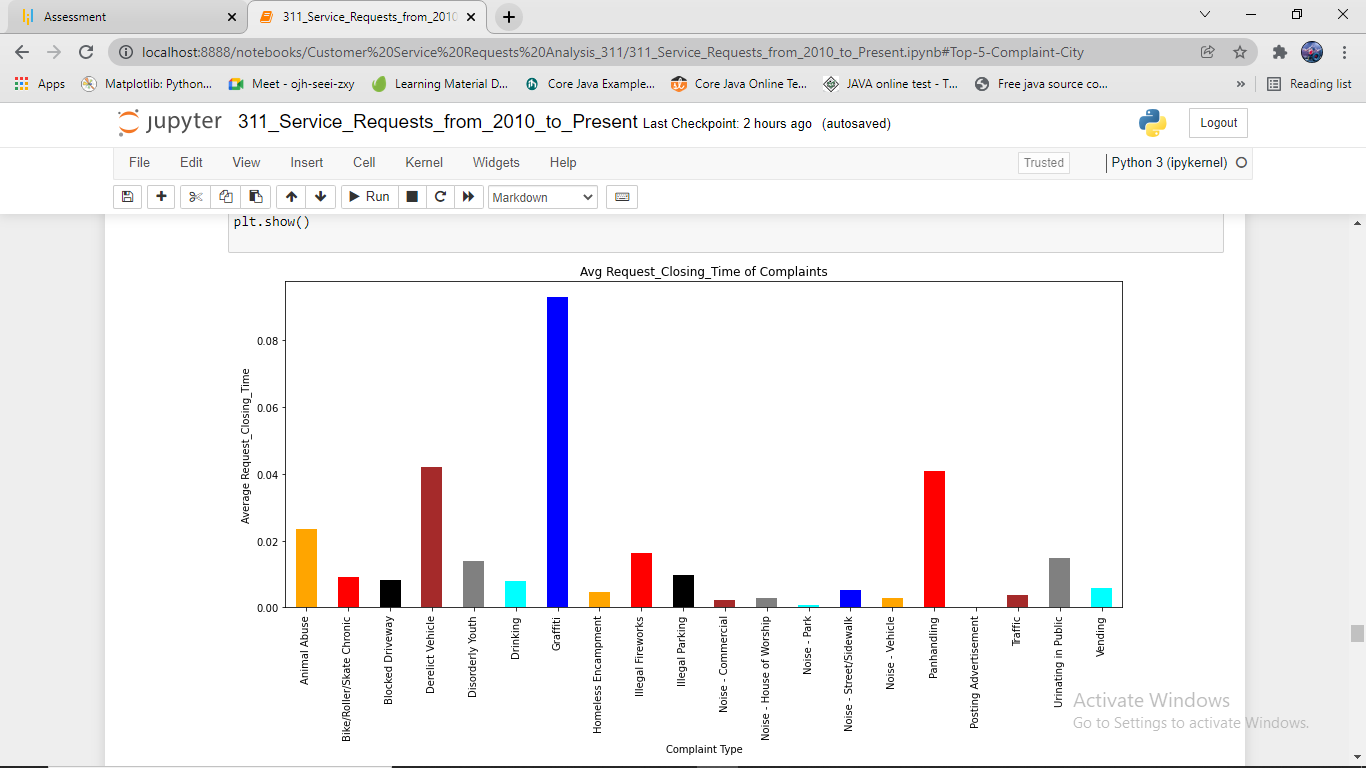 Assessment
311_Service_Requests_from_2010
localhost:8888/notebooks/Customer%20Service%20Requests%20Analysis_311/311_Service_Requests_from_2010_to_Present.ipynb#Top-5-Complaint-City
Apps Matplotlib: Python... Meet - ojh-seei-zxy Learning Material D... Core Java Example... Core Java Online Te... JAVA online test - T... Free java source co... » Reading list
jupyter 311_Service_Requests_from_2010_to_Present Last Checkpoint: 2 hours ago (autosaved) Logout
File Edit View Insert Cell Kernel Widgets Help Trusted Python 3 (ipykernel)
Run Markdown
plt.show()
Avg Request_Closing_Time of Complaints
Average Request_Closing_Time
0.08
0.06
0.04
0.02
0.00
Animal Abuse
Bike/Roller/Skate Chronic
Blocked Driveway
Derelict Vehicle
Disorderly Youth
Drinking
Graffiti
Homeless Encampment
Illegal Fireworks
Illegal Parking
Noise - Commercial
Noise - House of Worship
Noise - Park
Noise - Street/Sidewalk
Noise - Vehicle
Panhandling
Posting Advertisement
Traffic
Urinating in Public
Vending
Complaint Type
Activate Windows
Go to Settings to activate Windows.